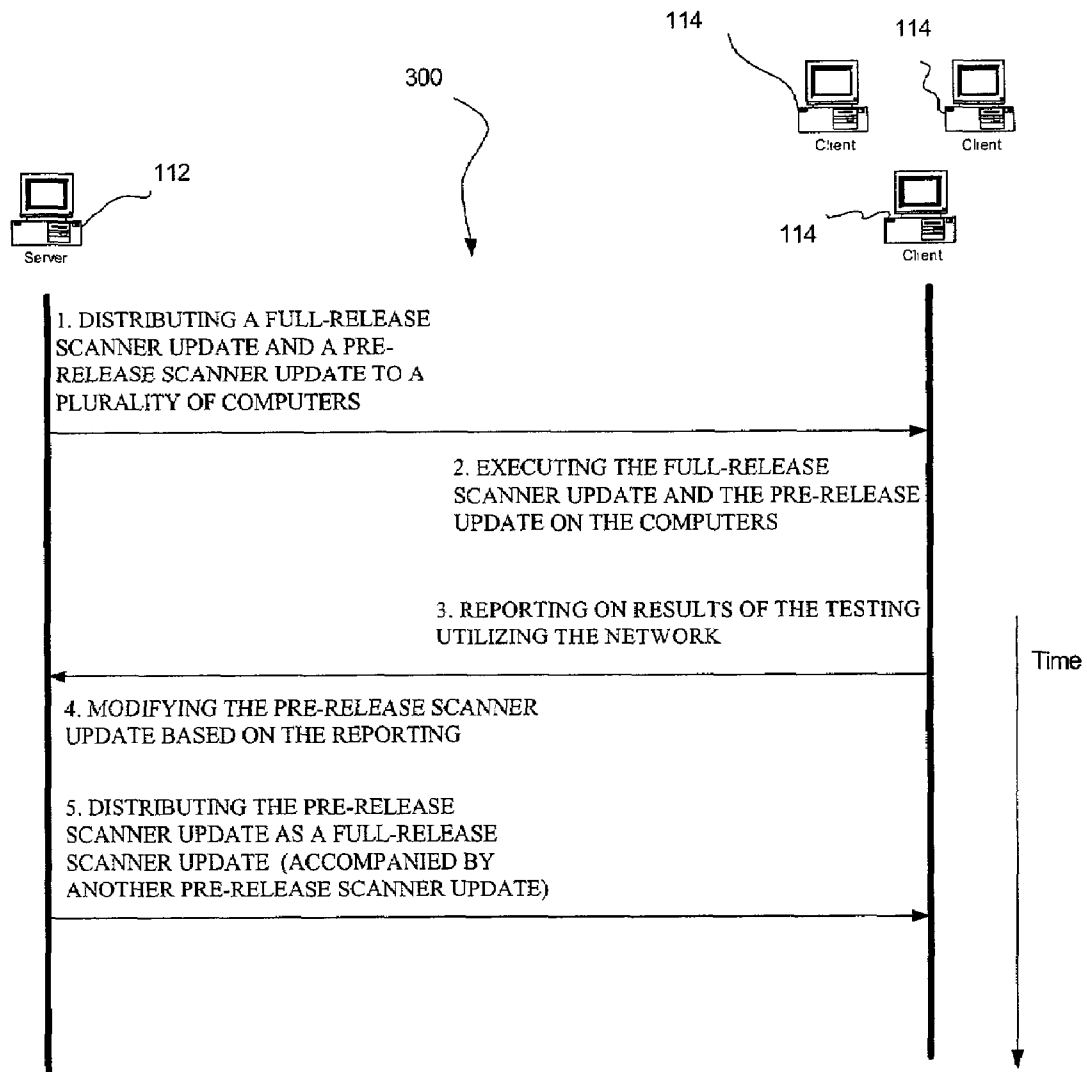 114
114
300
Client
Client
112
114
Server
Client
1. DISTRIBUTING A FULL-RELEASE
SCANNER UPDATE AND A PRE-
RELEASE SCANNER UPDATE TO A
PLURALITY OF COMPUTERS
2. EXECUTING THE FULL-RELEASE
SCANNER UPDATE AND THE PRE-RELEASE
UPDATE ON THE COMPUTERS
3. REPORTING ON RESULTS OF THE TESTING
UTILIZING THE NETWORK
Time
4. MODIFYING THE PRE-RELEASE SCANNER
UPDATE BASED ON THE REPORTING
5. DISTRIBUTING THE PRE-RELEASE
SCANNER UPDATE AS A FULL-RELEASE
SCANNER UPDATE (ACCOMPANIED BY
ANOTHER PRE-RELEASE SCANNER UPDATE)